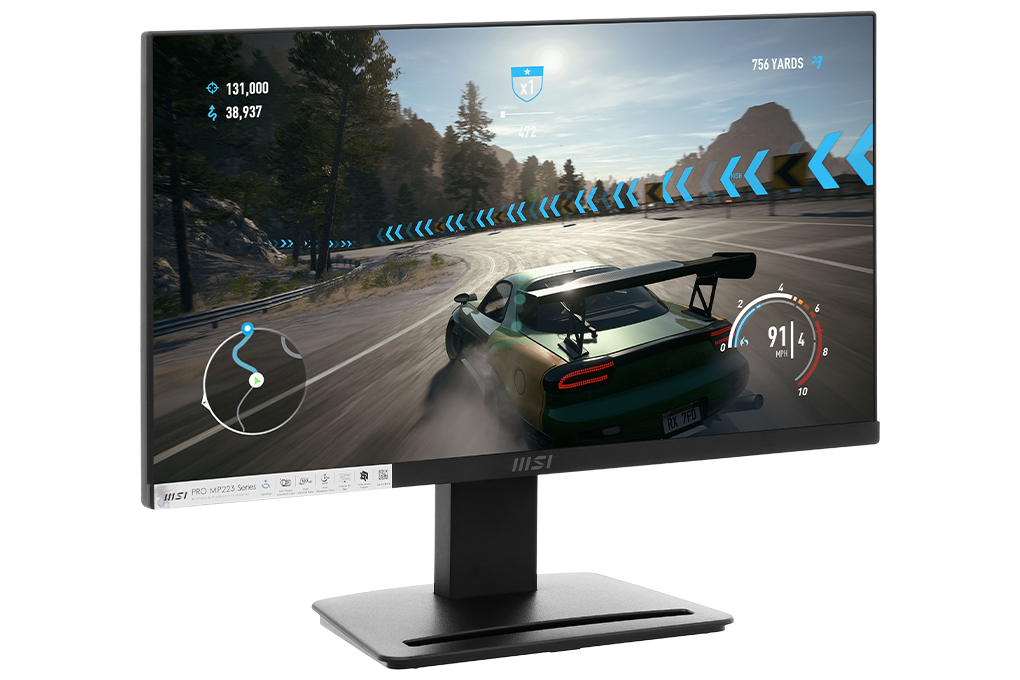 131,000
38,937
x1
472
756 YARDS
2
4
6
8
10
0
91
4
MPH
RX 7FD
MSI
MSI PRO MP223 Series